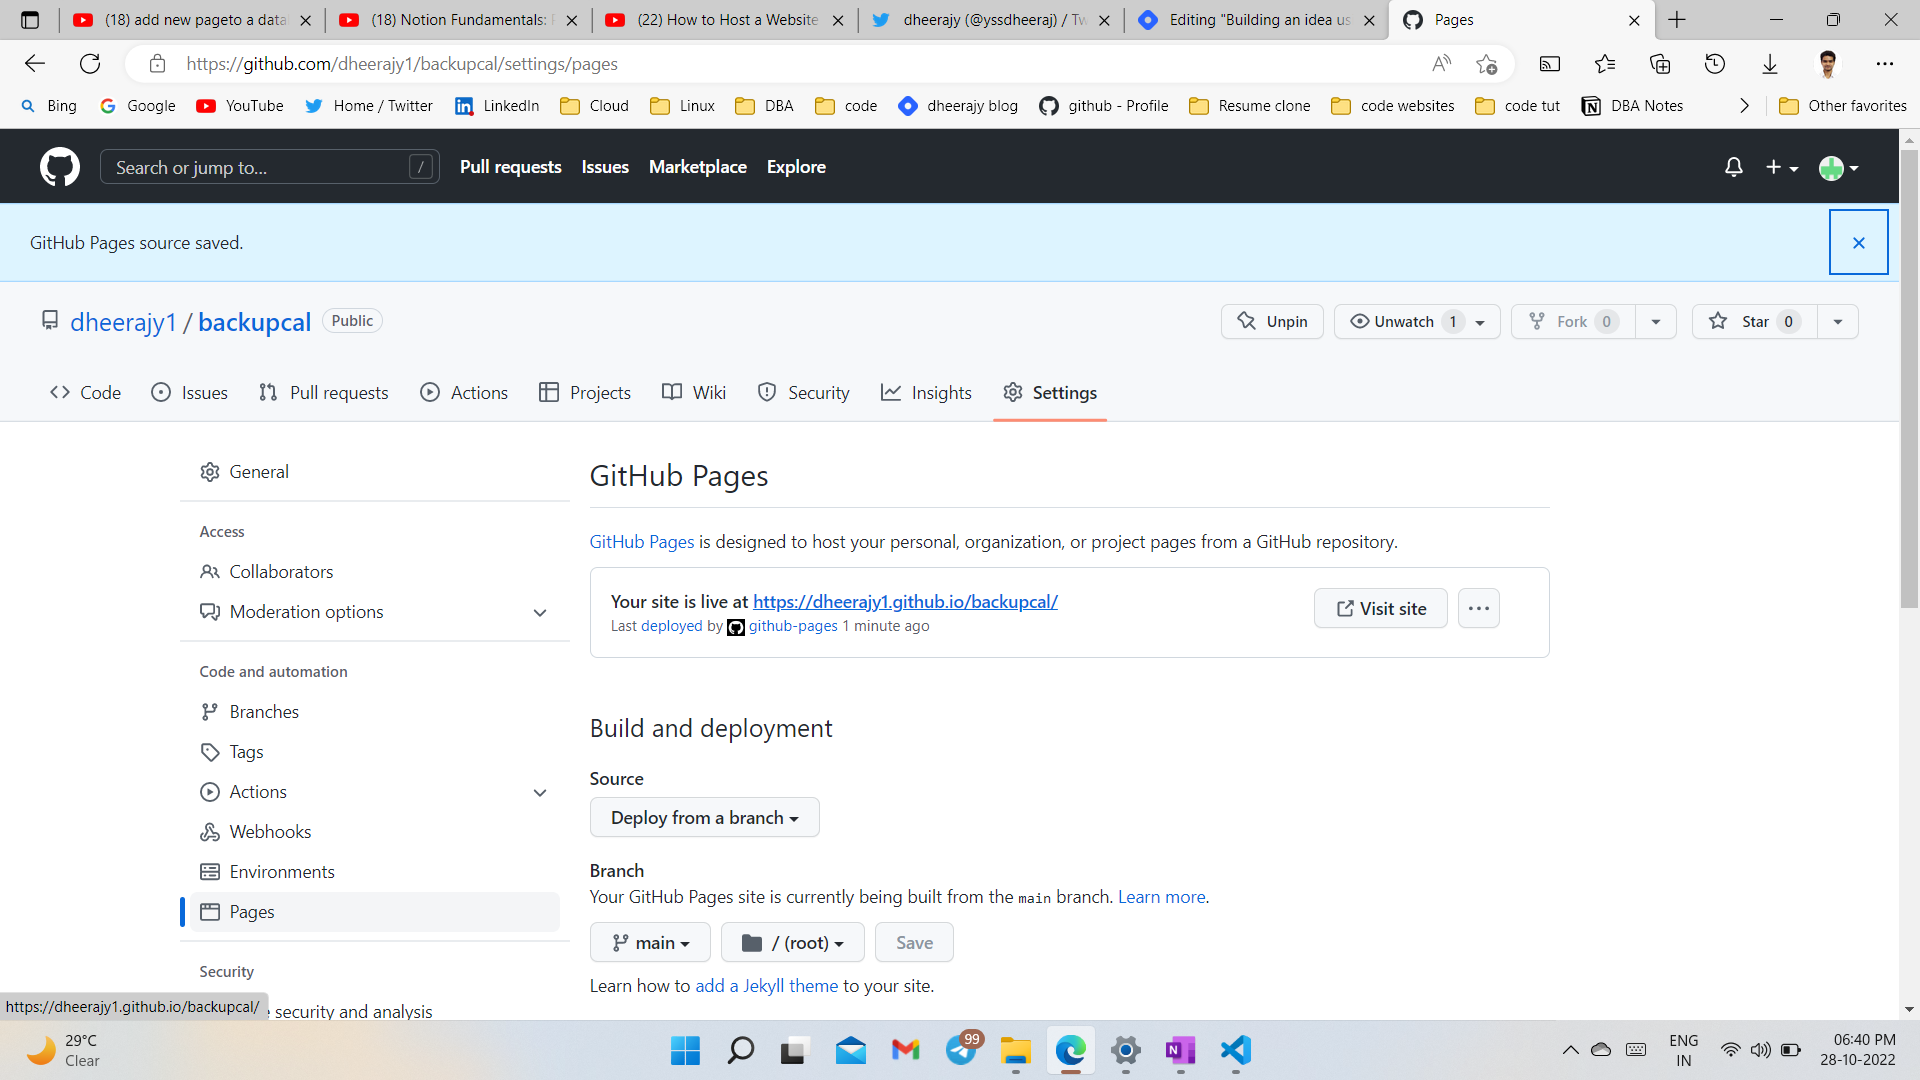 (18) add new pageto a data
(18) Notion Fundamentals:
(22) How to Host a Website
dheerajy (@yssdheeraj) / Tw
Editing "Building an idea us
Pages
https://github.com/dheerajy1/backupcal/settings/pages
Bing
Google
YouTube
Home / Twitter
LinkedIn
Cloud
Linux
DBA
code
dheerajy blog
github - Profile
Resume clone
code websites
code tut
DBA Notes
Other favorites
Search or jump to...
/
Pull requests
Issues
Marketplace
Explore
GitHub Pages source saved.
dheerajy1 / backupcal
Public
Unpin
Unwatch 1
Fork 0
Star 0
Code
Issues
Pull requests
Actions
Projects
Wiki
Security
Insights
Settings
General
Access
Collaborators
Moderation options
Code and automation
Branches
Tags
Actions
Webhooks
Environments
Pages
Security
security and analysis
GitHub Pages
GitHub Pages is designed to host your personal, organization, or project pages from a GitHub repository.
Your site is live at https://dheerajy1.github.io/backupcal/
Last deployed by github-pages 1 minute ago
Visit site
Build and deployment
Source
Deploy from a branch
Branch
Your GitHub Pages site is currently being built from the main branch. Learn more.
main
/ (root)
Save
Learn how to add a Jekyll theme to your site.
https://dheerajy1.github.io/backupcal/
29°C
Clear
99
ENG
IN
06:40 PM
28-10-2022